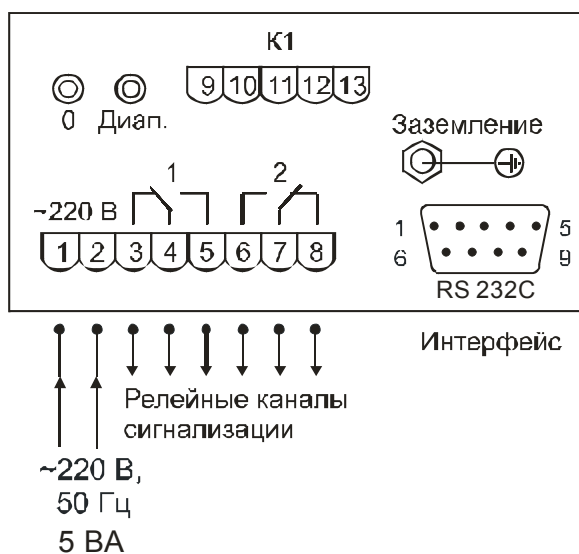 К1
9 10 11 12 13
0 Диап.
Заземление
1 2
~220 В
1 2 3 4 5 6 7 8
1 5
6 9
RS 232C
Интерфейс
Релейные каналы
сигнализации
~220 В,
50 Гц
5 ВА